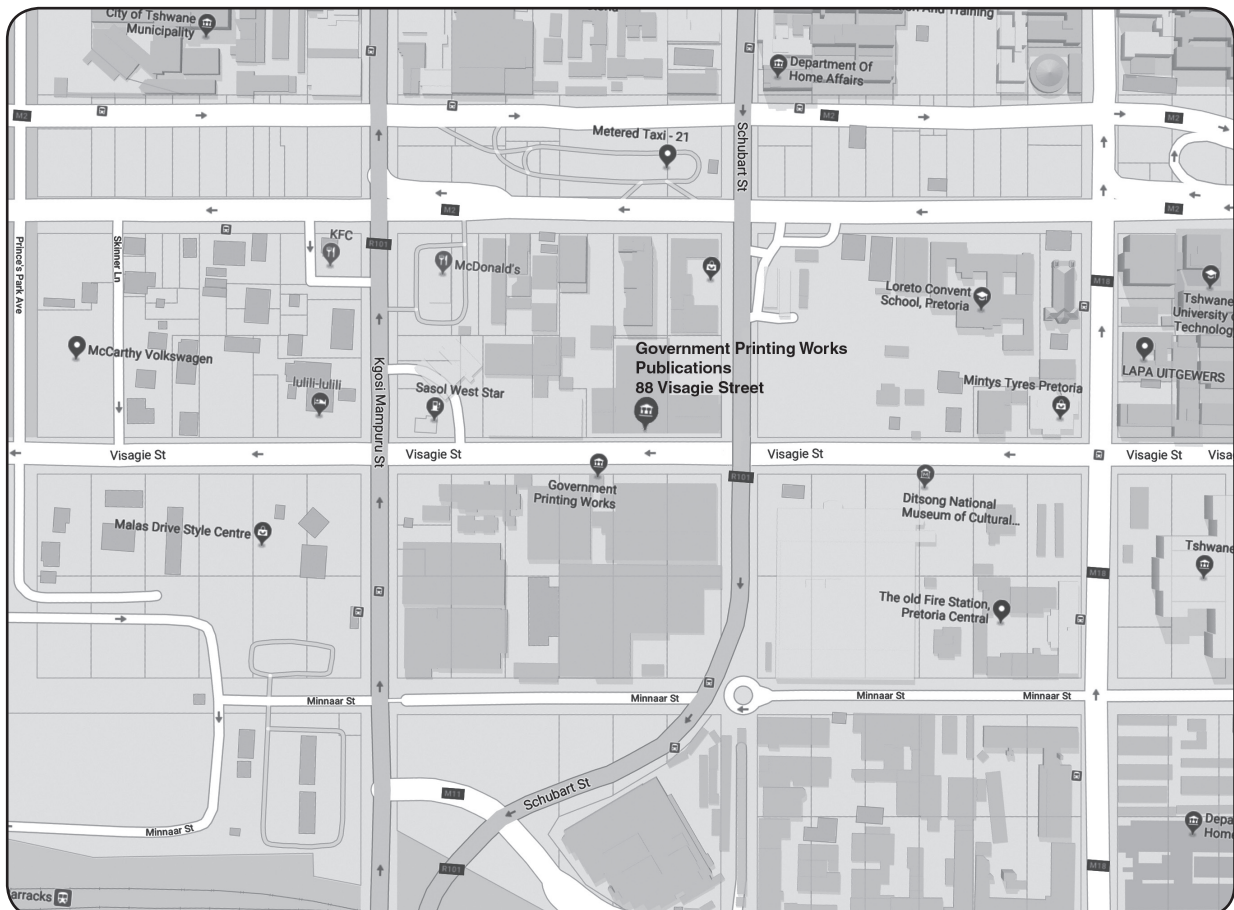 City of Tshwane
Municipality
And Training
Department Of
Home Affairs
M2
M2
M2
Metered Taxi - 21
Schubart St
M2
M2
Prince's Park Ave
Skinner Ln
KFC
R101
McDonald's
Loreto Convent
School, Pretoria
M18
Tshwane
University
Technolog
McCarthy Volkswagen
Government Printing Works
Publications
88 Visagie Street
LAPA UITGEWERS
lulili-lulili
Sasol West Star
Mintys Tyres Pretoria
Kgosi Mampuru St
Visagie St
Visagie St
Visagie St
Visagie St
Visa
Government
Printing Works
R101
Ditsong National
Museum of Cultural...
Malas Drive Style Centre
Tshwane
M18
The old Fire Station,
Pretoria Central
Minnaar St
Minnaar St
Minnaar St
Minnaar St
M11
Schubart St
Minnaar St
Depa
Home
R101
M18
arracks